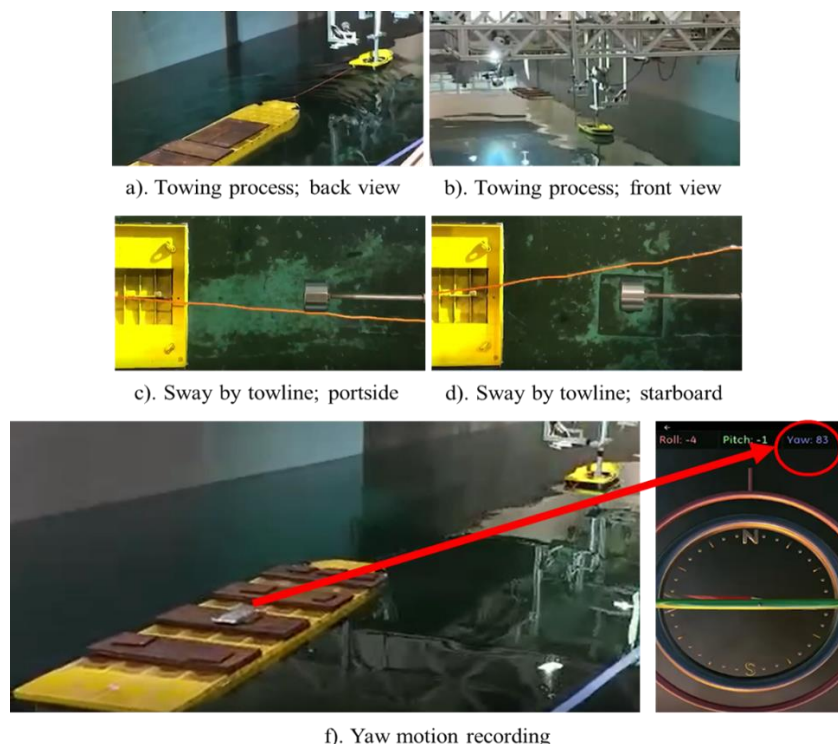 a). Towing process; back view
b). Towing process; front view
c). Sway by towline; portside
d). Sway by towline; starboard
←
Roll: -4
Pitch: -1
Yaw: 83
N
S
f). Yaw motion recording